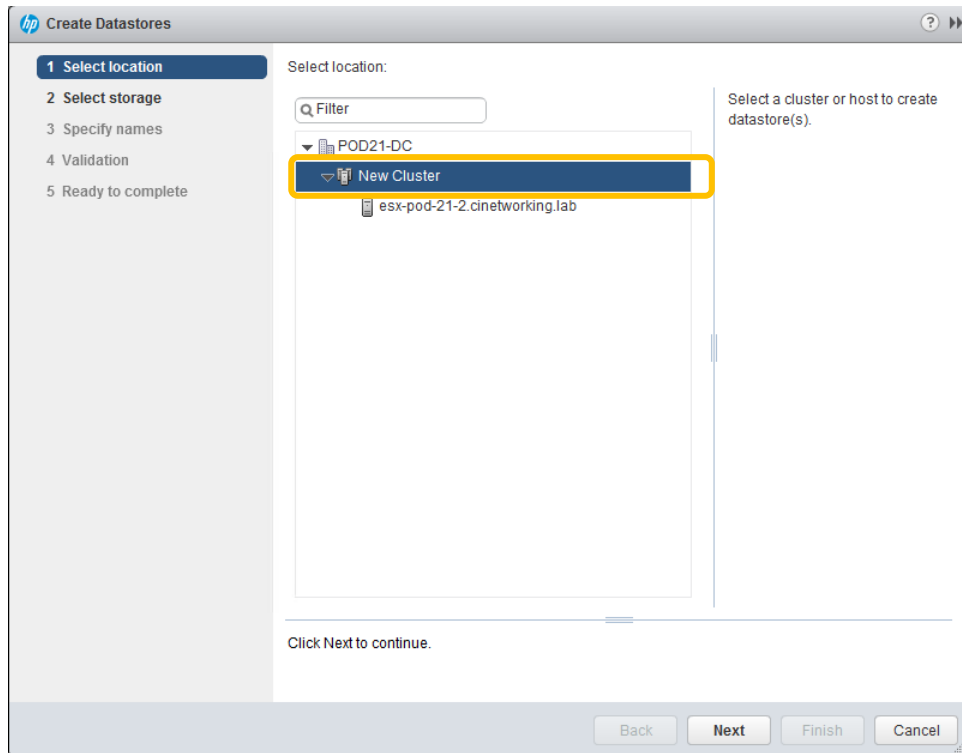 hp Create Datastores ?
1 Select location
2 Select storage
3 Specify names
4 Validation
5 Ready to complete
Select location:
Filter
POD21-DC
New Cluster
esx-pod-21-2.cinetworking.lab
Select a cluster or host to create
datastore(s).
Click Next to continue.
Back Next Finish Cancel